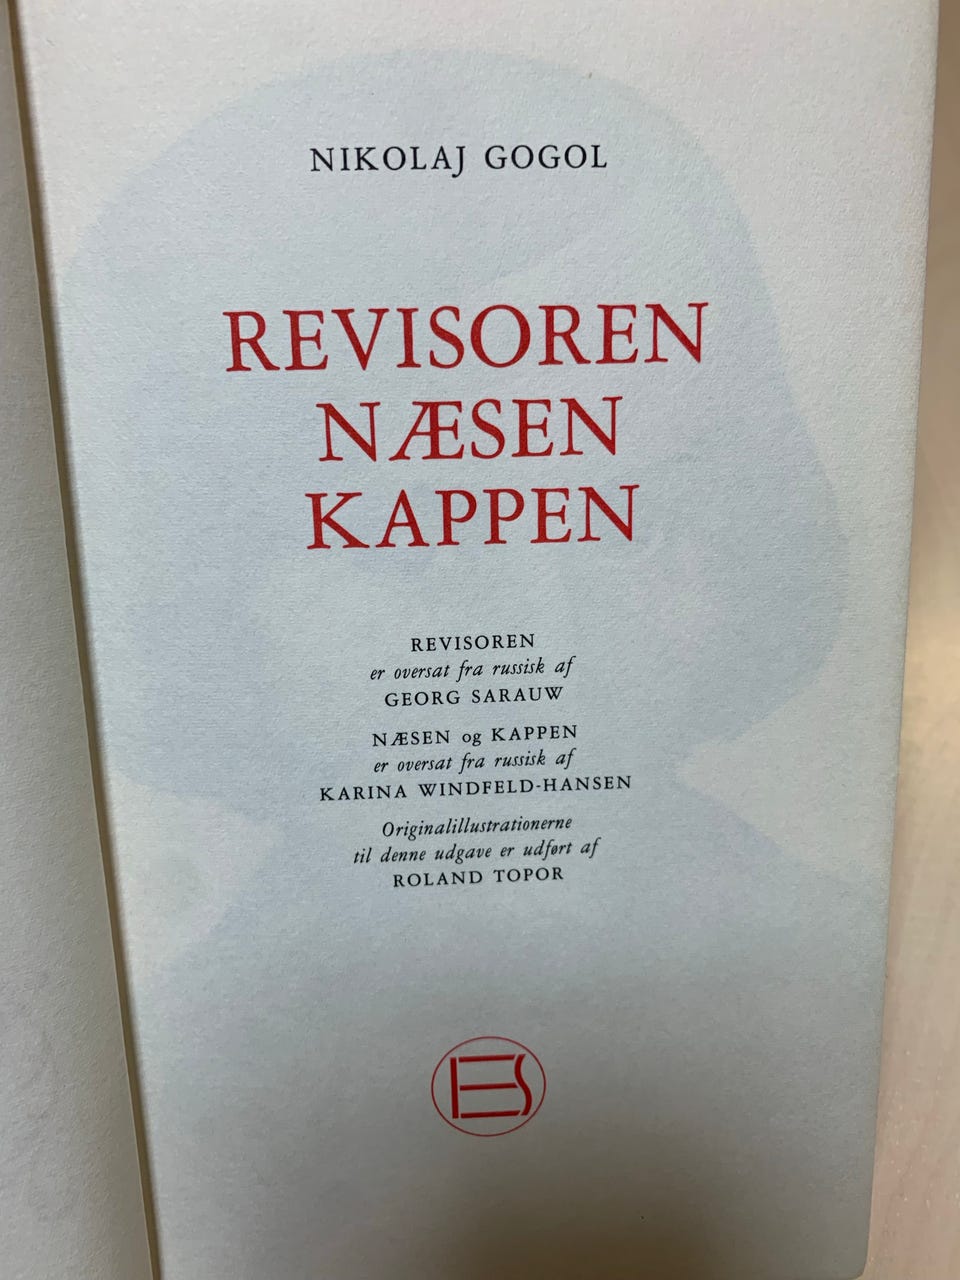 NIKOLAJ GOGOL
REVISOREN
NÆSEN
KAPPEN
REVISOREN
er oversat fra russisk af
GEORG SARAUW
NÆSEN og KAPPEN
er oversat fra russisk af
KARINA WINDFELD-HANSEN
Originalillustrationerne
til denne udgave er udført af
ROLAND TOPOR
ES